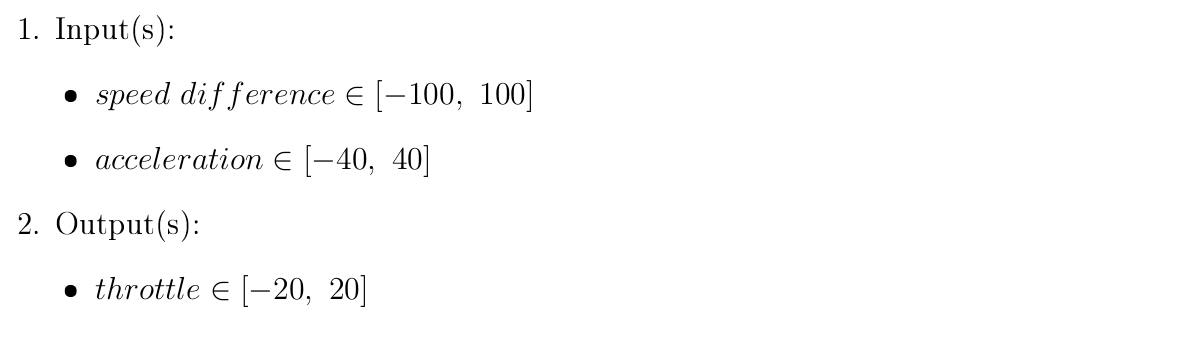 1. Input(s):
• speed difference ∈ [−100, 100]
• acceleration ∈ [−40, 40]
2. Output(s):
• throttle ∈ [−20, 20]